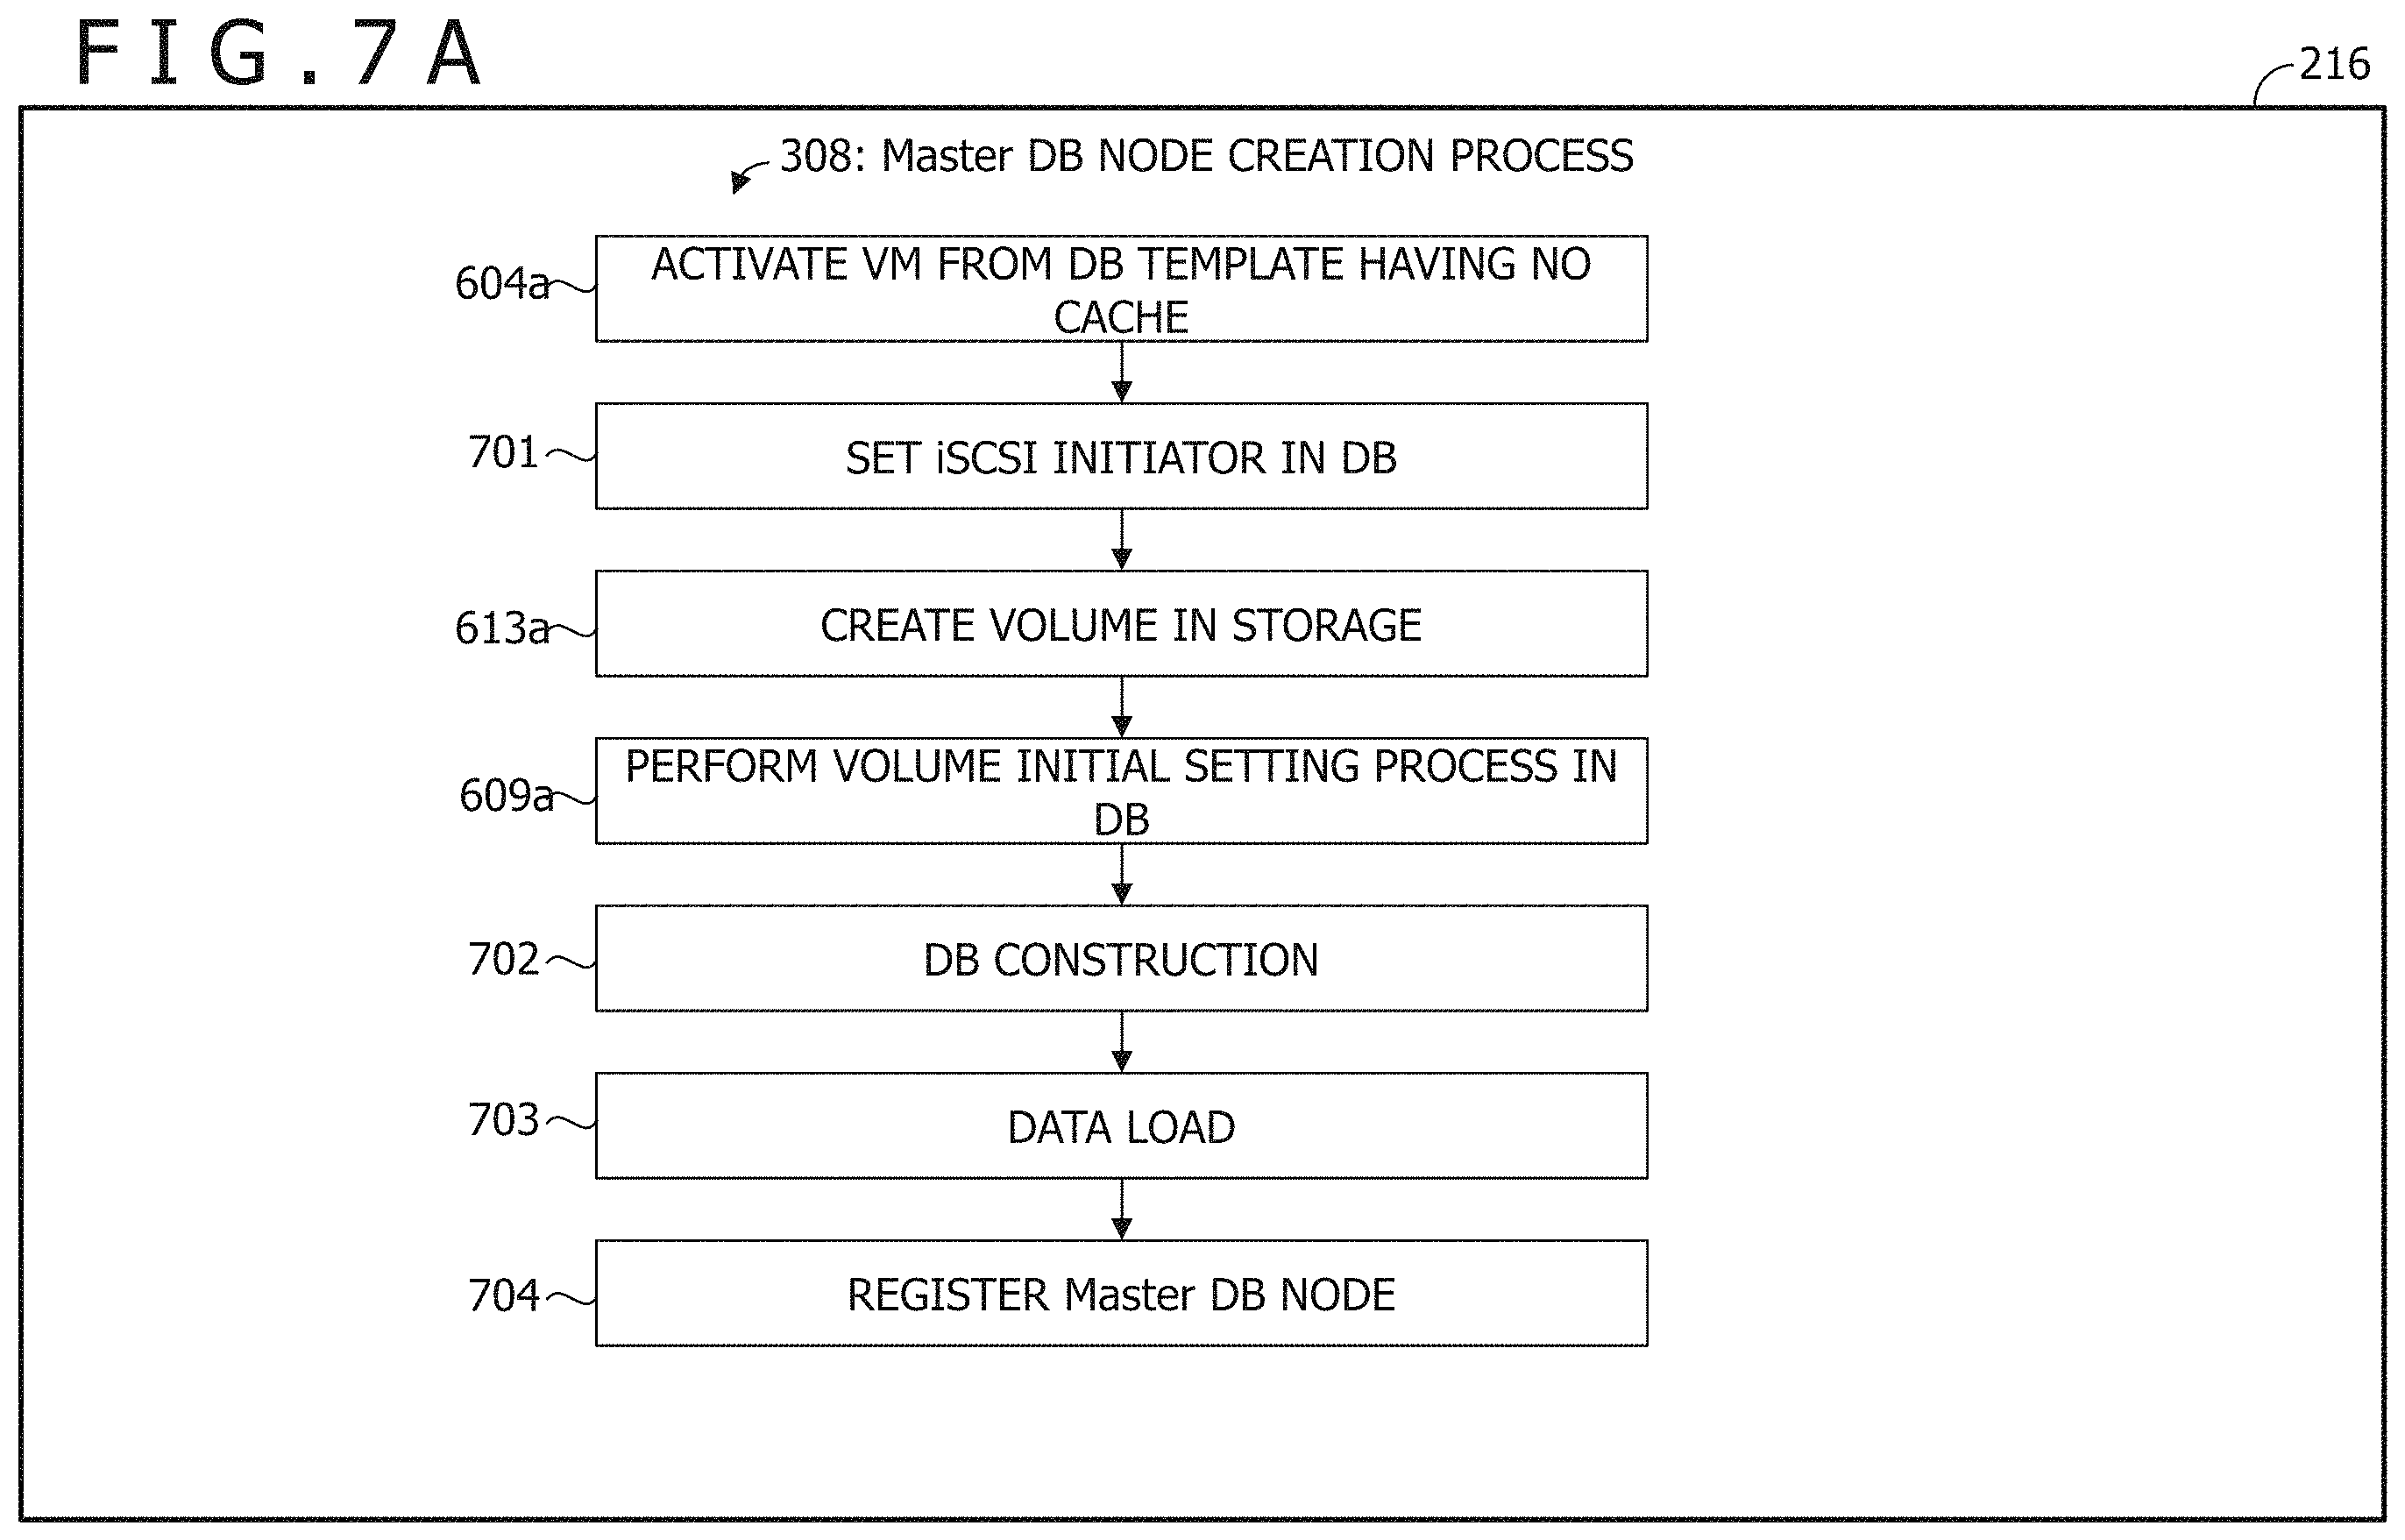 FIG.7A
216
308: Master DB NODE CREATION PROCESS
604a
ACTIVATE VM FROM DB TEMPLATE HAVING NO
CACHE
701
SET iSCSI INITIATOR IN DB
613a
CREATE VOLUME IN STORAGE
609a
PERFORM VOLUME INITIAL SETTING PROCESS IN
DB
702
DB CONSTRUCTION
703
DATA LOAD
704
REGISTER Master DB NODE